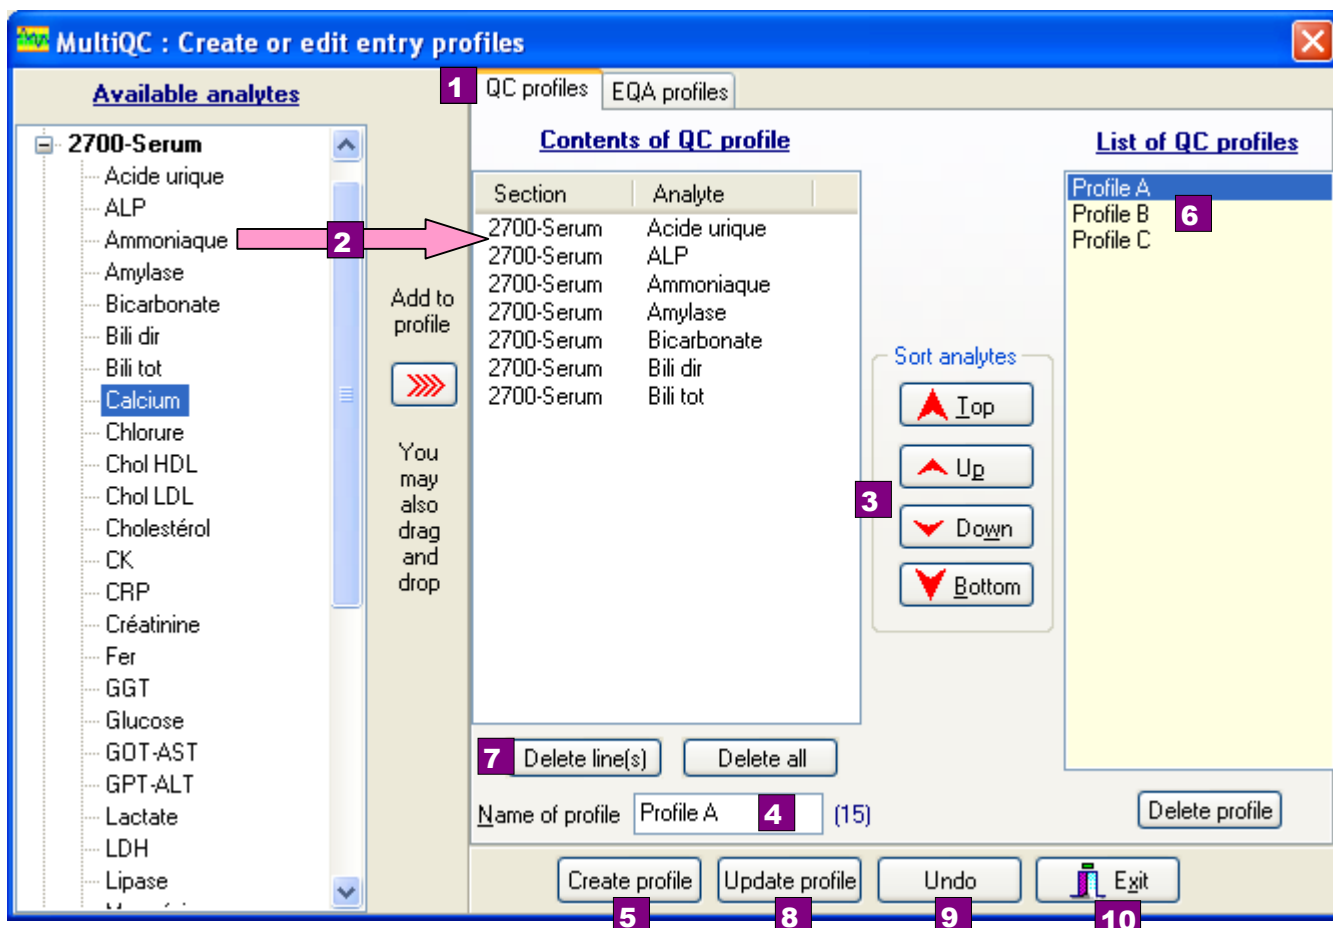 MultiQC : Create or edit entry profiles
Available analytes
2700-Serum
Acide urique
ALP
Ammoniaque
Amylase
Bicarbonate
Bili dir
Bili tot
Calcium
Chlorure
Chol HDL
Chol LDL
Cholestérol
CK
CRP
Créatinine
Fer
GGT
Glucose
GOT-AST
GPT-ALT
Lactate
LDH
Lipase
2
Add to
profile
You
may
also
drag
and
drop
1
QC profiles
EQA profiles
Contents of QC profile
Section Analyte
2700-Serum Acide urique
2700-Serum ALP
2700-Serum Ammoniaque
2700-Serum Amylase
2700-Serum Bicarbonate
2700-Serum Bili dir
2700-Serum Bili tot
Sort analytes
Top
Up
3
Down
Bottom
List of QC profiles
Profile A
Profile B
6
Profile C
7
Delete line(s)
Delete all
Name of profile
Profile A
4
(15)
Delete profile
Create profile
Update profile
Undo
Exit
5
8
9
10